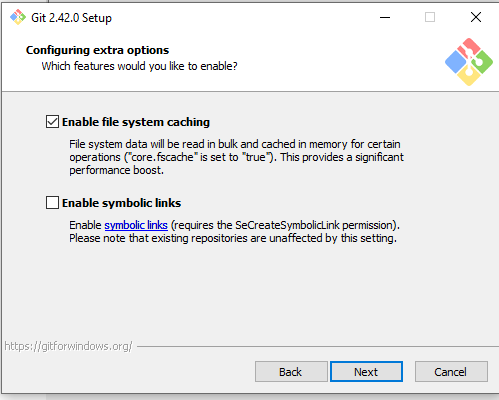 Git 2.42.0 Setup
Configuring extra options
Which features would you like to enable?
Enable file system caching
File system data will be read in bulk and cached in memory for certain
operations ("core.fscache" is set to "true"). This provides a significant
performance boost.
Enable symbolic links
Enable symbolic links (requires the SeCreateSymbolicLink permission).
Please note that existing repositories are unaffected by this setting.
https://gitforwindows.org/
Back Next Cancel